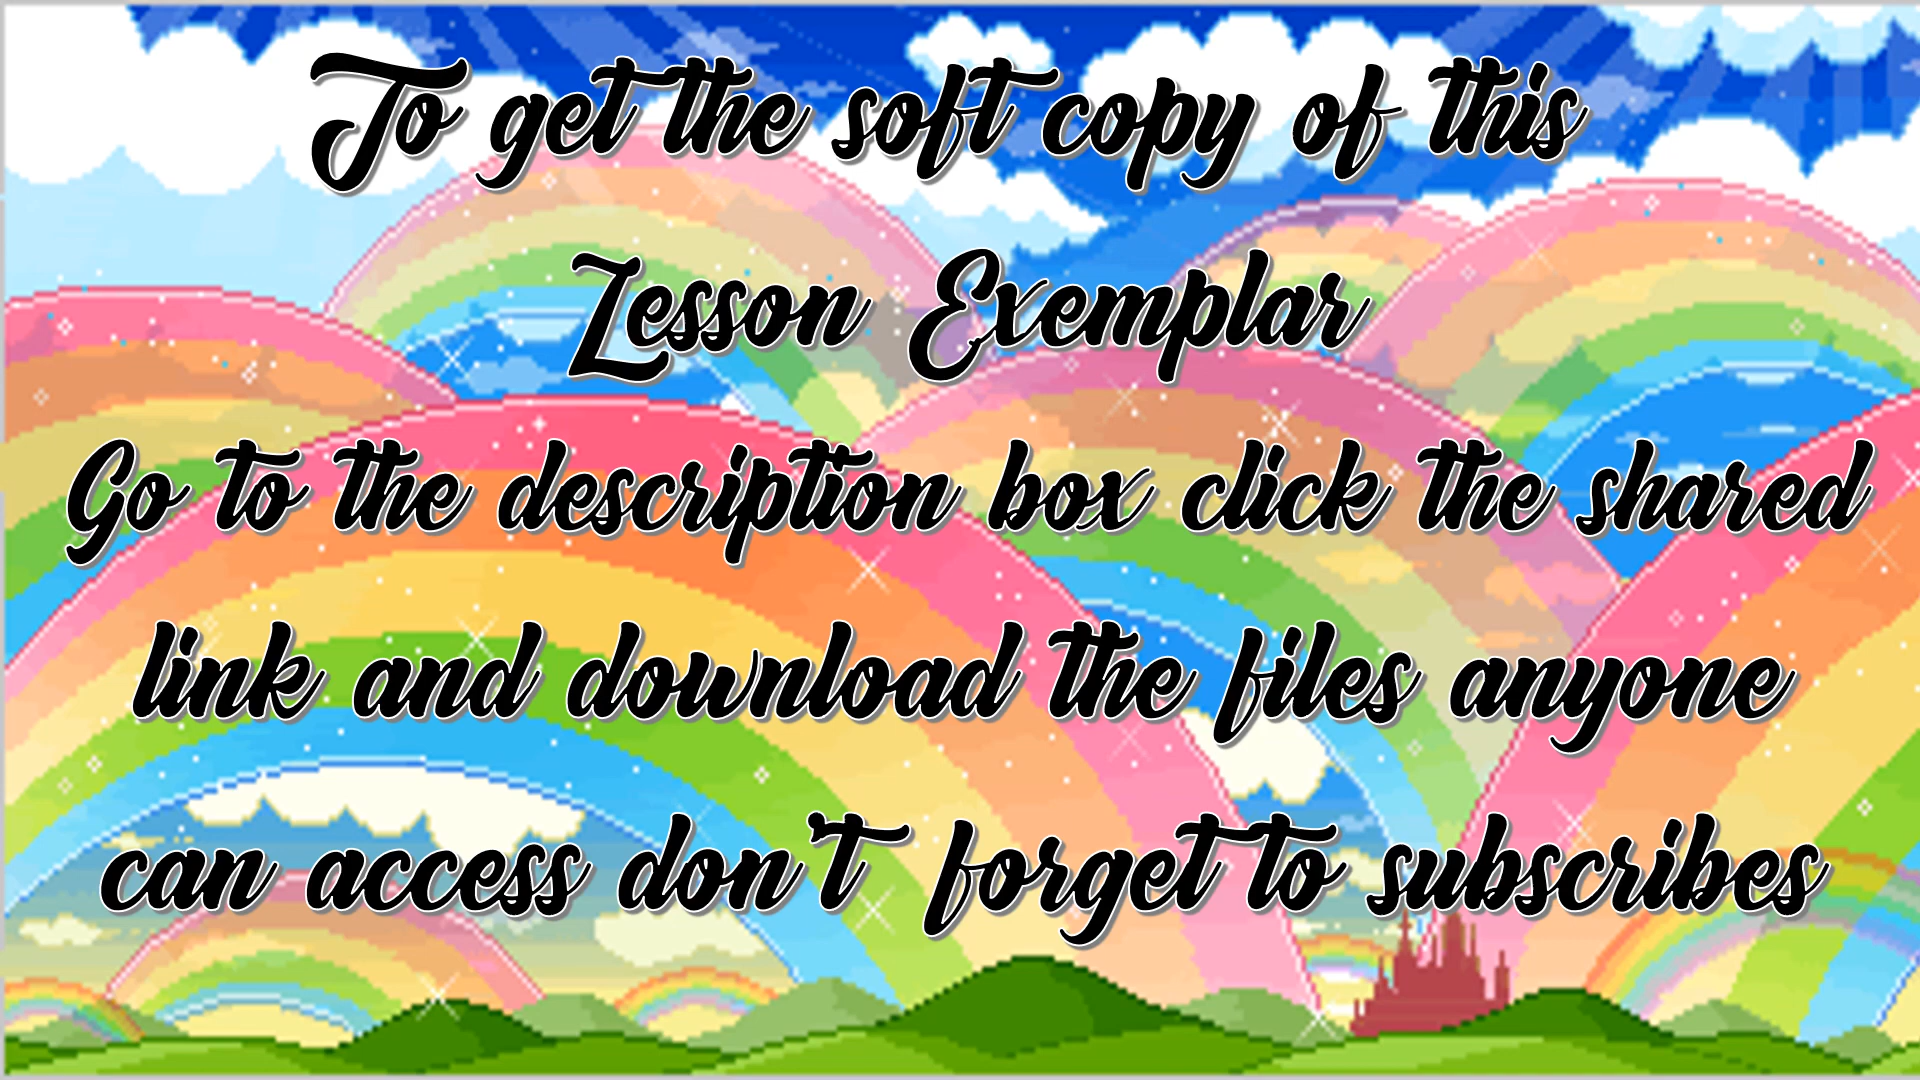 To get the soft copy of this
Lesson Exemplar
Go to the description box click the shared
link and download the files anyone
can access don't forget to subscribes